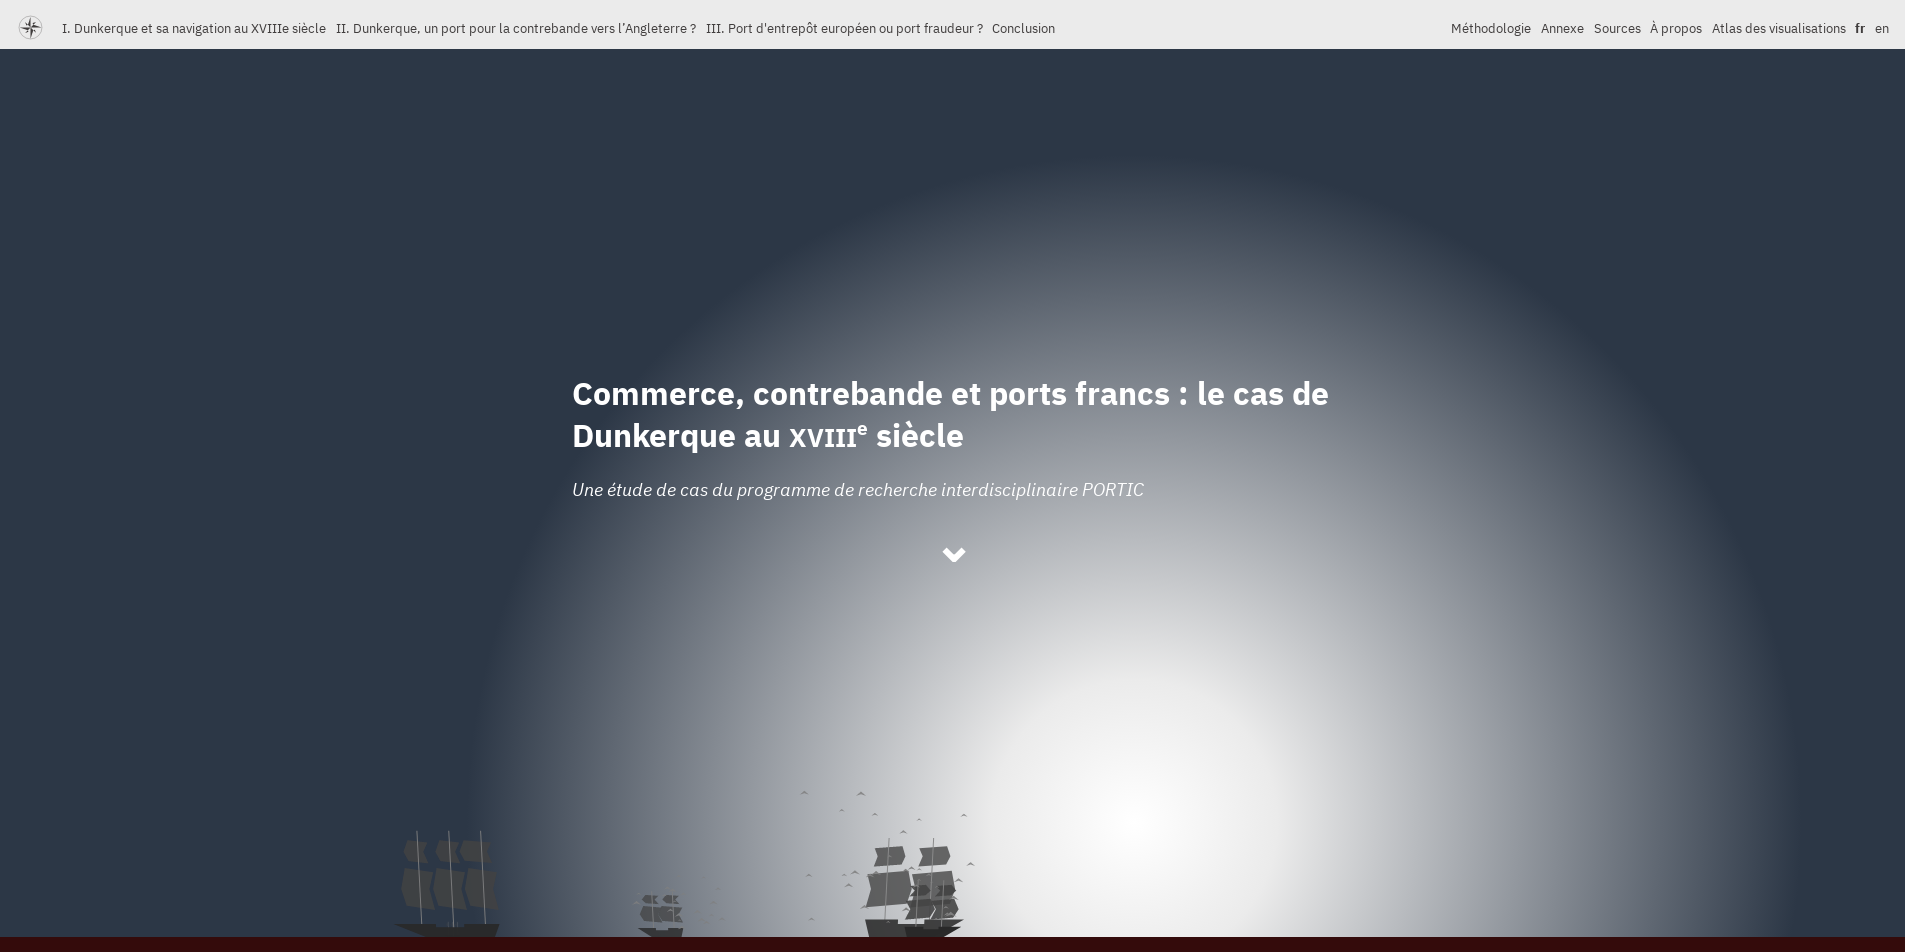 I. Dunkerque et sa navigation au XVIIIe siècle II. Dunkerque, un port pour la contrebande vers l’Angleterre ? III. Port d'entrepôt européen ou port fraudeur ? Conclusion Méthodologie Annexe Sources À propos Atlas des visualisations fr en
Commerce, contrebande et ports francs : le cas de
Dunkerque au XVIIIe siècle
Une étude de cas du programme de recherche interdisciplinaire PORTIC